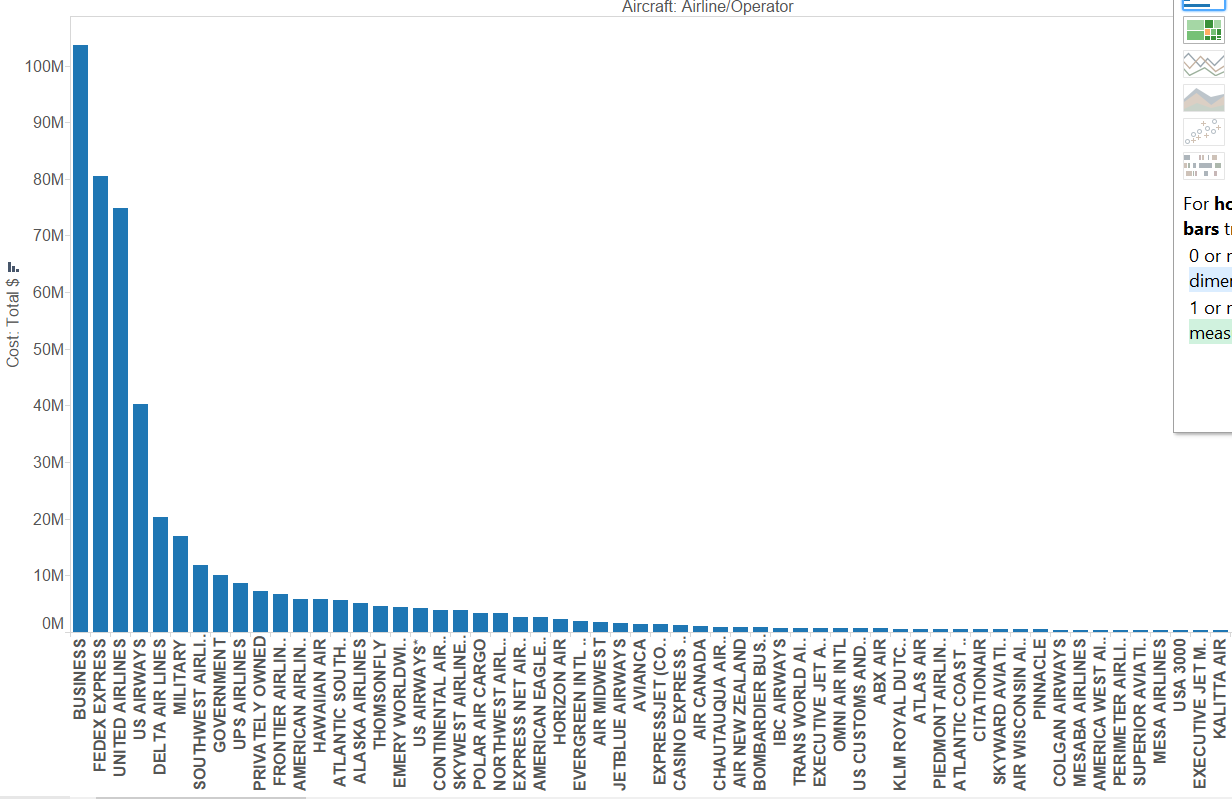 Aircraft: Airline/Operator
Cost: Total $
100M
90M
80M
70M
60M
50M
40M
30M
20M
10M
0M
BUSINESS
FEDEX EXPRESS
UNITED AIRLINES
US AIRWAYS
DELTA AIR LINES
MILITARY
SOUTHWEST AIRLI..
GOVERNMENT
UPS AIRLINES
PRIVATELY OWNED
FRONTIER AIRLIN..
AMERICAN AIRLIN..
HAWAIIAN AIR
ATLANTIC SOUTH..
ALASKA AIRLINES
THOMSONFLY
EMERY WORLDWI..
US AIRWAYS*
CONTINENTAL AIR..
SKYWEST AIRLINE..
POLAR AIR CARGO
NORTHWEST AIRL..
EXPRESS NET AIR..
AMERICAN EAGLE..
HORIZON AIR
EVERGREEN INTL ..
AIR MIDWEST
JETBLUE AIRWAYS
AVIANCA
EXPRESSJET (CO..
CASINO EXPRESS ..
AIR CANADA
CHAUTAUQUA AIR..
AIR NEW ZEALAND
BOMBARDIER BUS..
IBC AIRWAYS
TRANS WORLD AI..
EXECUTIVE JET A..
OMNI AIR INTL
US CUSTOMS AND..
ABX AIR
KLM ROYAL DUTC..
ATLAS AIR
PIEDMONT AIRLIN..
ATLANTIC COAST ..
CITATIONAIR
SKYWARD AVIATI..
AIR WISCONSIN AI..
PINNACLE
COLGAN AIRWAYS
MESABA AIRLINES
AMERICA WEST AI..
PERIMETER AIRLI..
SUPERIOR AVIATI..
MESA AIRLINES
USA 3000
EXECUTIVE JET M..
KALITTA AIR
For ho
bars t
0 or
dimer
1 or
meas